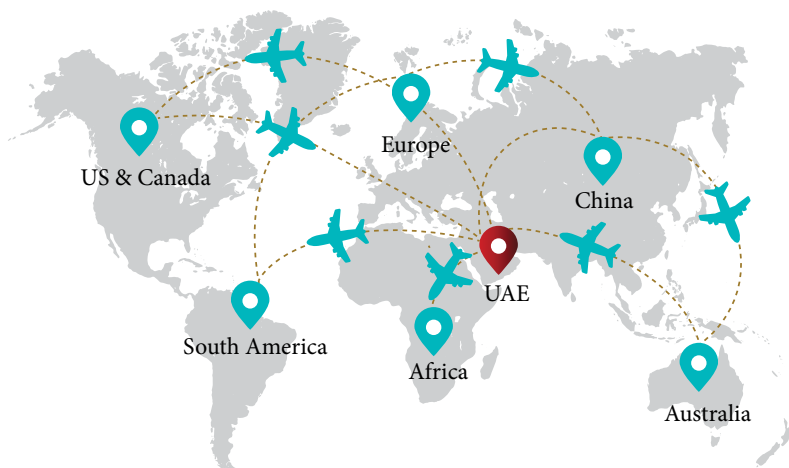 Europe
US & Canada
China
UAE
South America
Africa
Australia